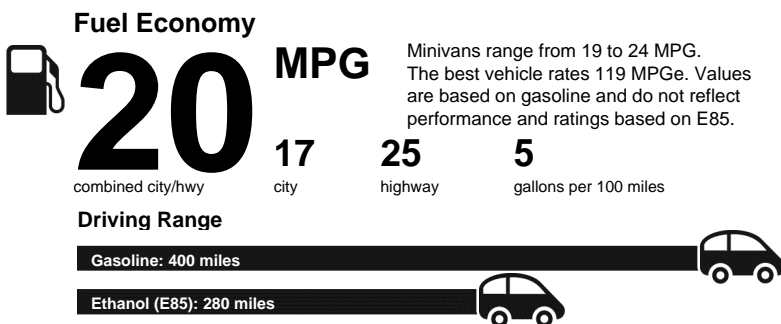 Fuel Economy
20
MPG
Minivans range from 19 to 24 MPG.
The best vehicle rates 119 MPGe. Values
are based on gasoline and do not reflect
performance and ratings based on E85.
17 25 5
combined city/hwy city highway gallons per 100 miles
Driving Range
Gasoline: 400 miles
Ethanol (E85): 280 miles